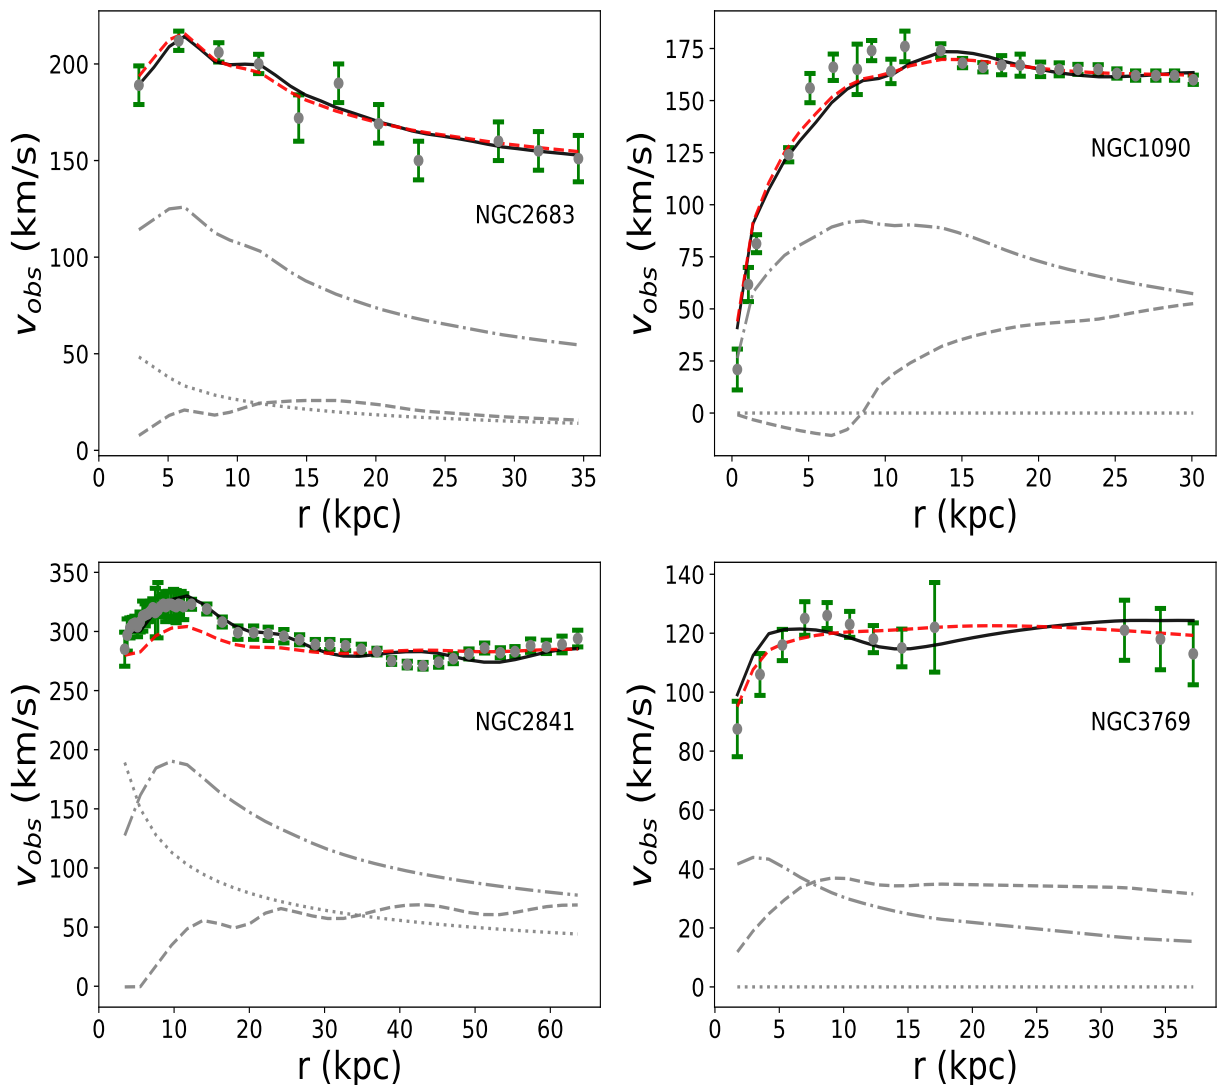 v_obs (km/s)
200
150
100
50
0
NGC2683
0 5 10 15 20 25 30 35
r (kpc)
v_obs (km/s)
175
150
125
100
75
50
25
0
NGC1090
0 5 10 15 20 25 30
r (kpc)
v_obs (km/s)
350
300
250
200
150
100
50
0
NGC2841
0 10 20 30 40 50 60
r (kpc)
v_obs (km/s)
140
120
100
80
60
40
20
0
NGC3769
0 5 10 15 20 25 30 35
r (kpc)